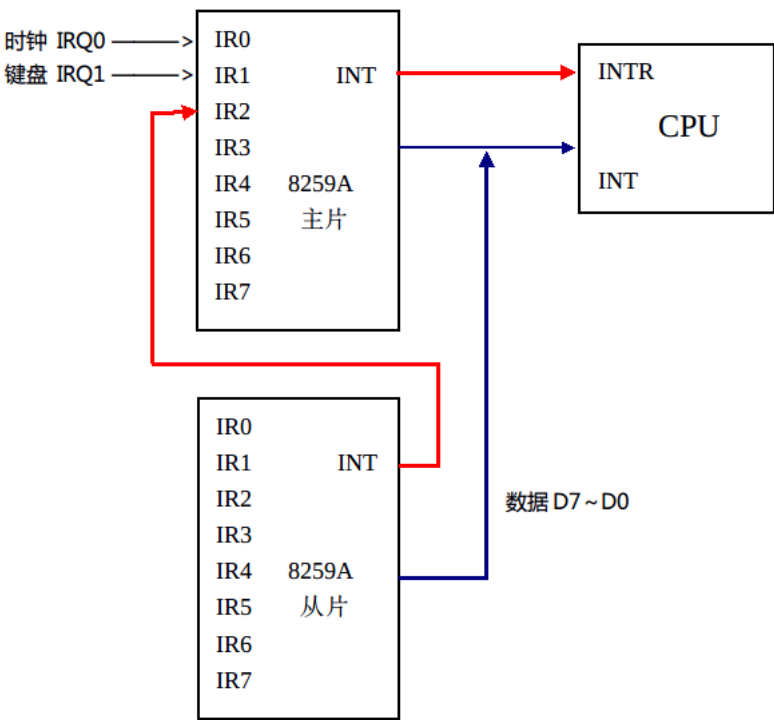 时钟 IRQ0
键盘 IRQ1
IR0
IR1 INT
IR2
IR3
IR4 8259A
IR5 主片
IR6
IR7
INTR
CPU
INT
IR0
IR1 INT
IR2
IR3
IR4 8259A
IR5 从片
IR6
IR7
数据 D7~D0